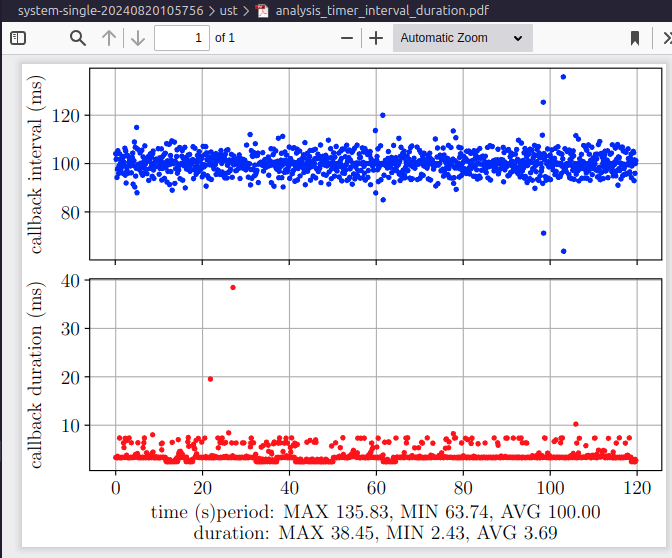 system-single-20240820105756 > ust > analysis_timer_interval_duration.pdf
1 of 1 Automatic Zoom
callback interval (ms)
120
100
80
callback duration (ms)
40
30
20
10
0 20 40 60 80 100 120
time (s)period: MAX 135.83, MIN 63.74, AVG 100.00
duration: MAX 38.45, MIN 2.43, AVG 3.69